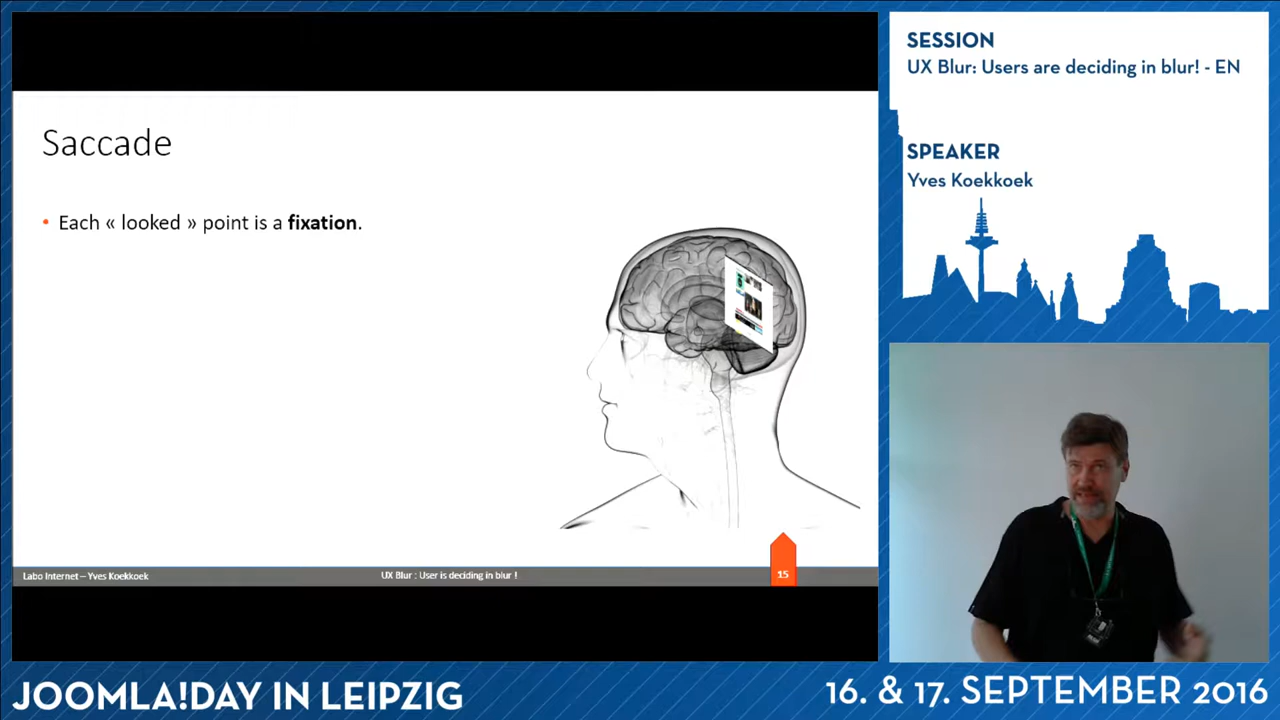 SESSION
UX Blur: Users are deciding in blur! - EN
SPEAKER
Yves Koekkoek
Saccade
• Each « looked » point is a fixation.
Labo Internet – Yves Koekkoek
UX Blur : User is deciding in blur !
15
JOOMLA!DAY IN LEIPZIG
16. & 17. SEPTEMBER 2016